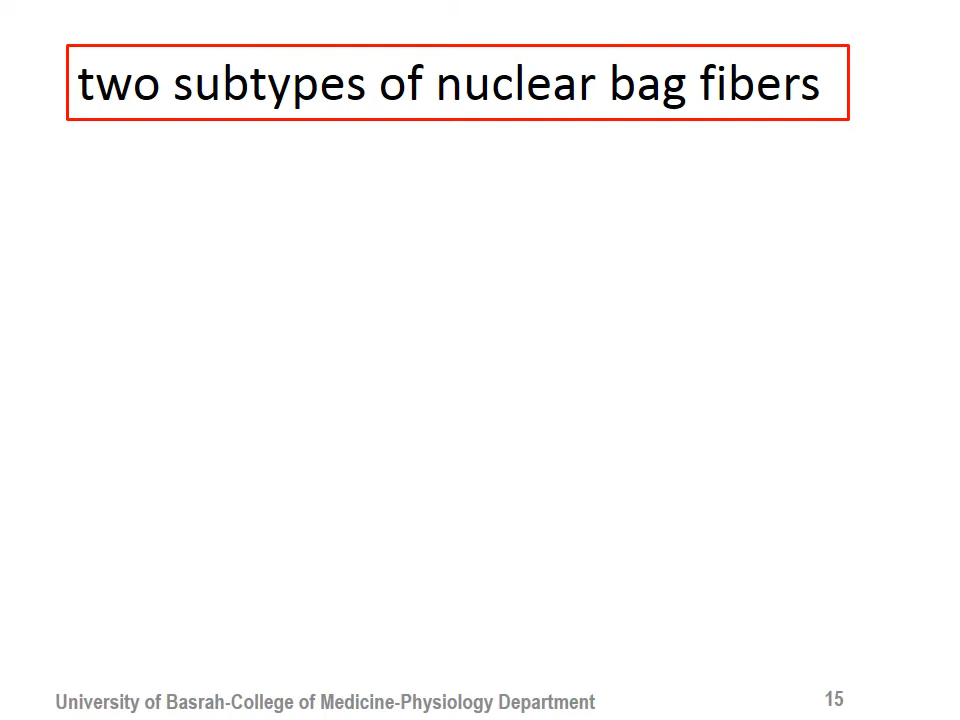 two subtypes of nuclear bag fibers
University of Basrah-College of Medicine-Physiology Department
15